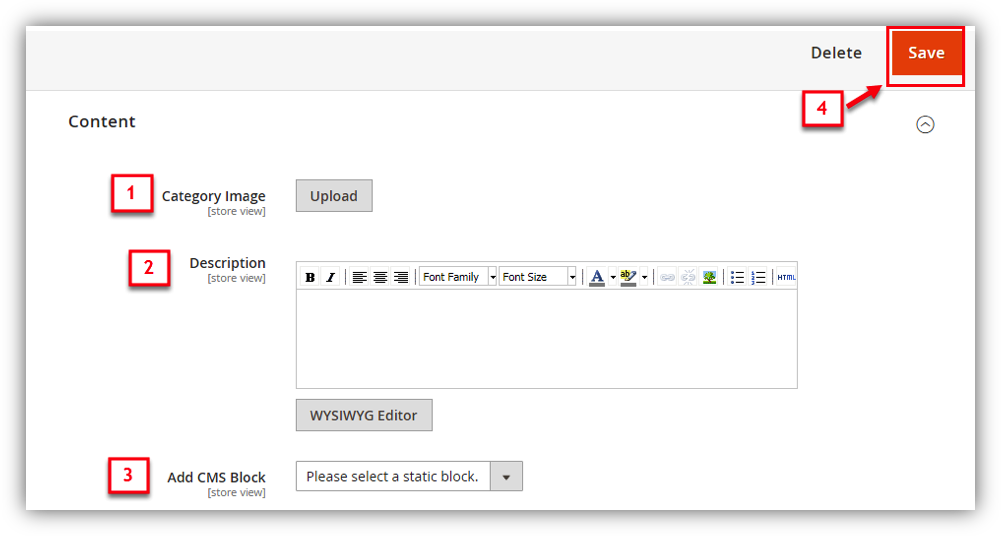 Delete Save
4
Content
1 Category Image Upload
[store view]
2 Description
[store view]
B I Font Family Font Size A ab HTML
WYSIWYG Editor
3 Add CMS Block Please select a static block.
[store view]